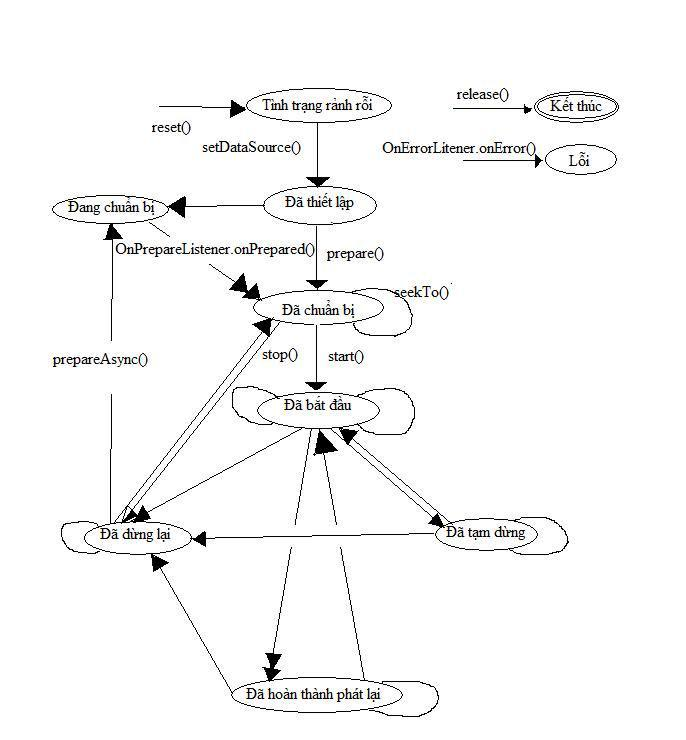 Tình trạng rảnh rỗi
release()
Kết thúc
reset()
setDataSource()
OnErrorLitener.onError()
Lỗi
Đang chuẩn bị
Đã thiết lập
OnPrepareListener.onPrepared()
prepare()
seekTo()
Đã chuẩn bị
prepareAsync()
stop()
start()
Đã bắt đầu
Đã dừng lại
Đã tạm dừng
Đã hoàn thành phát lại